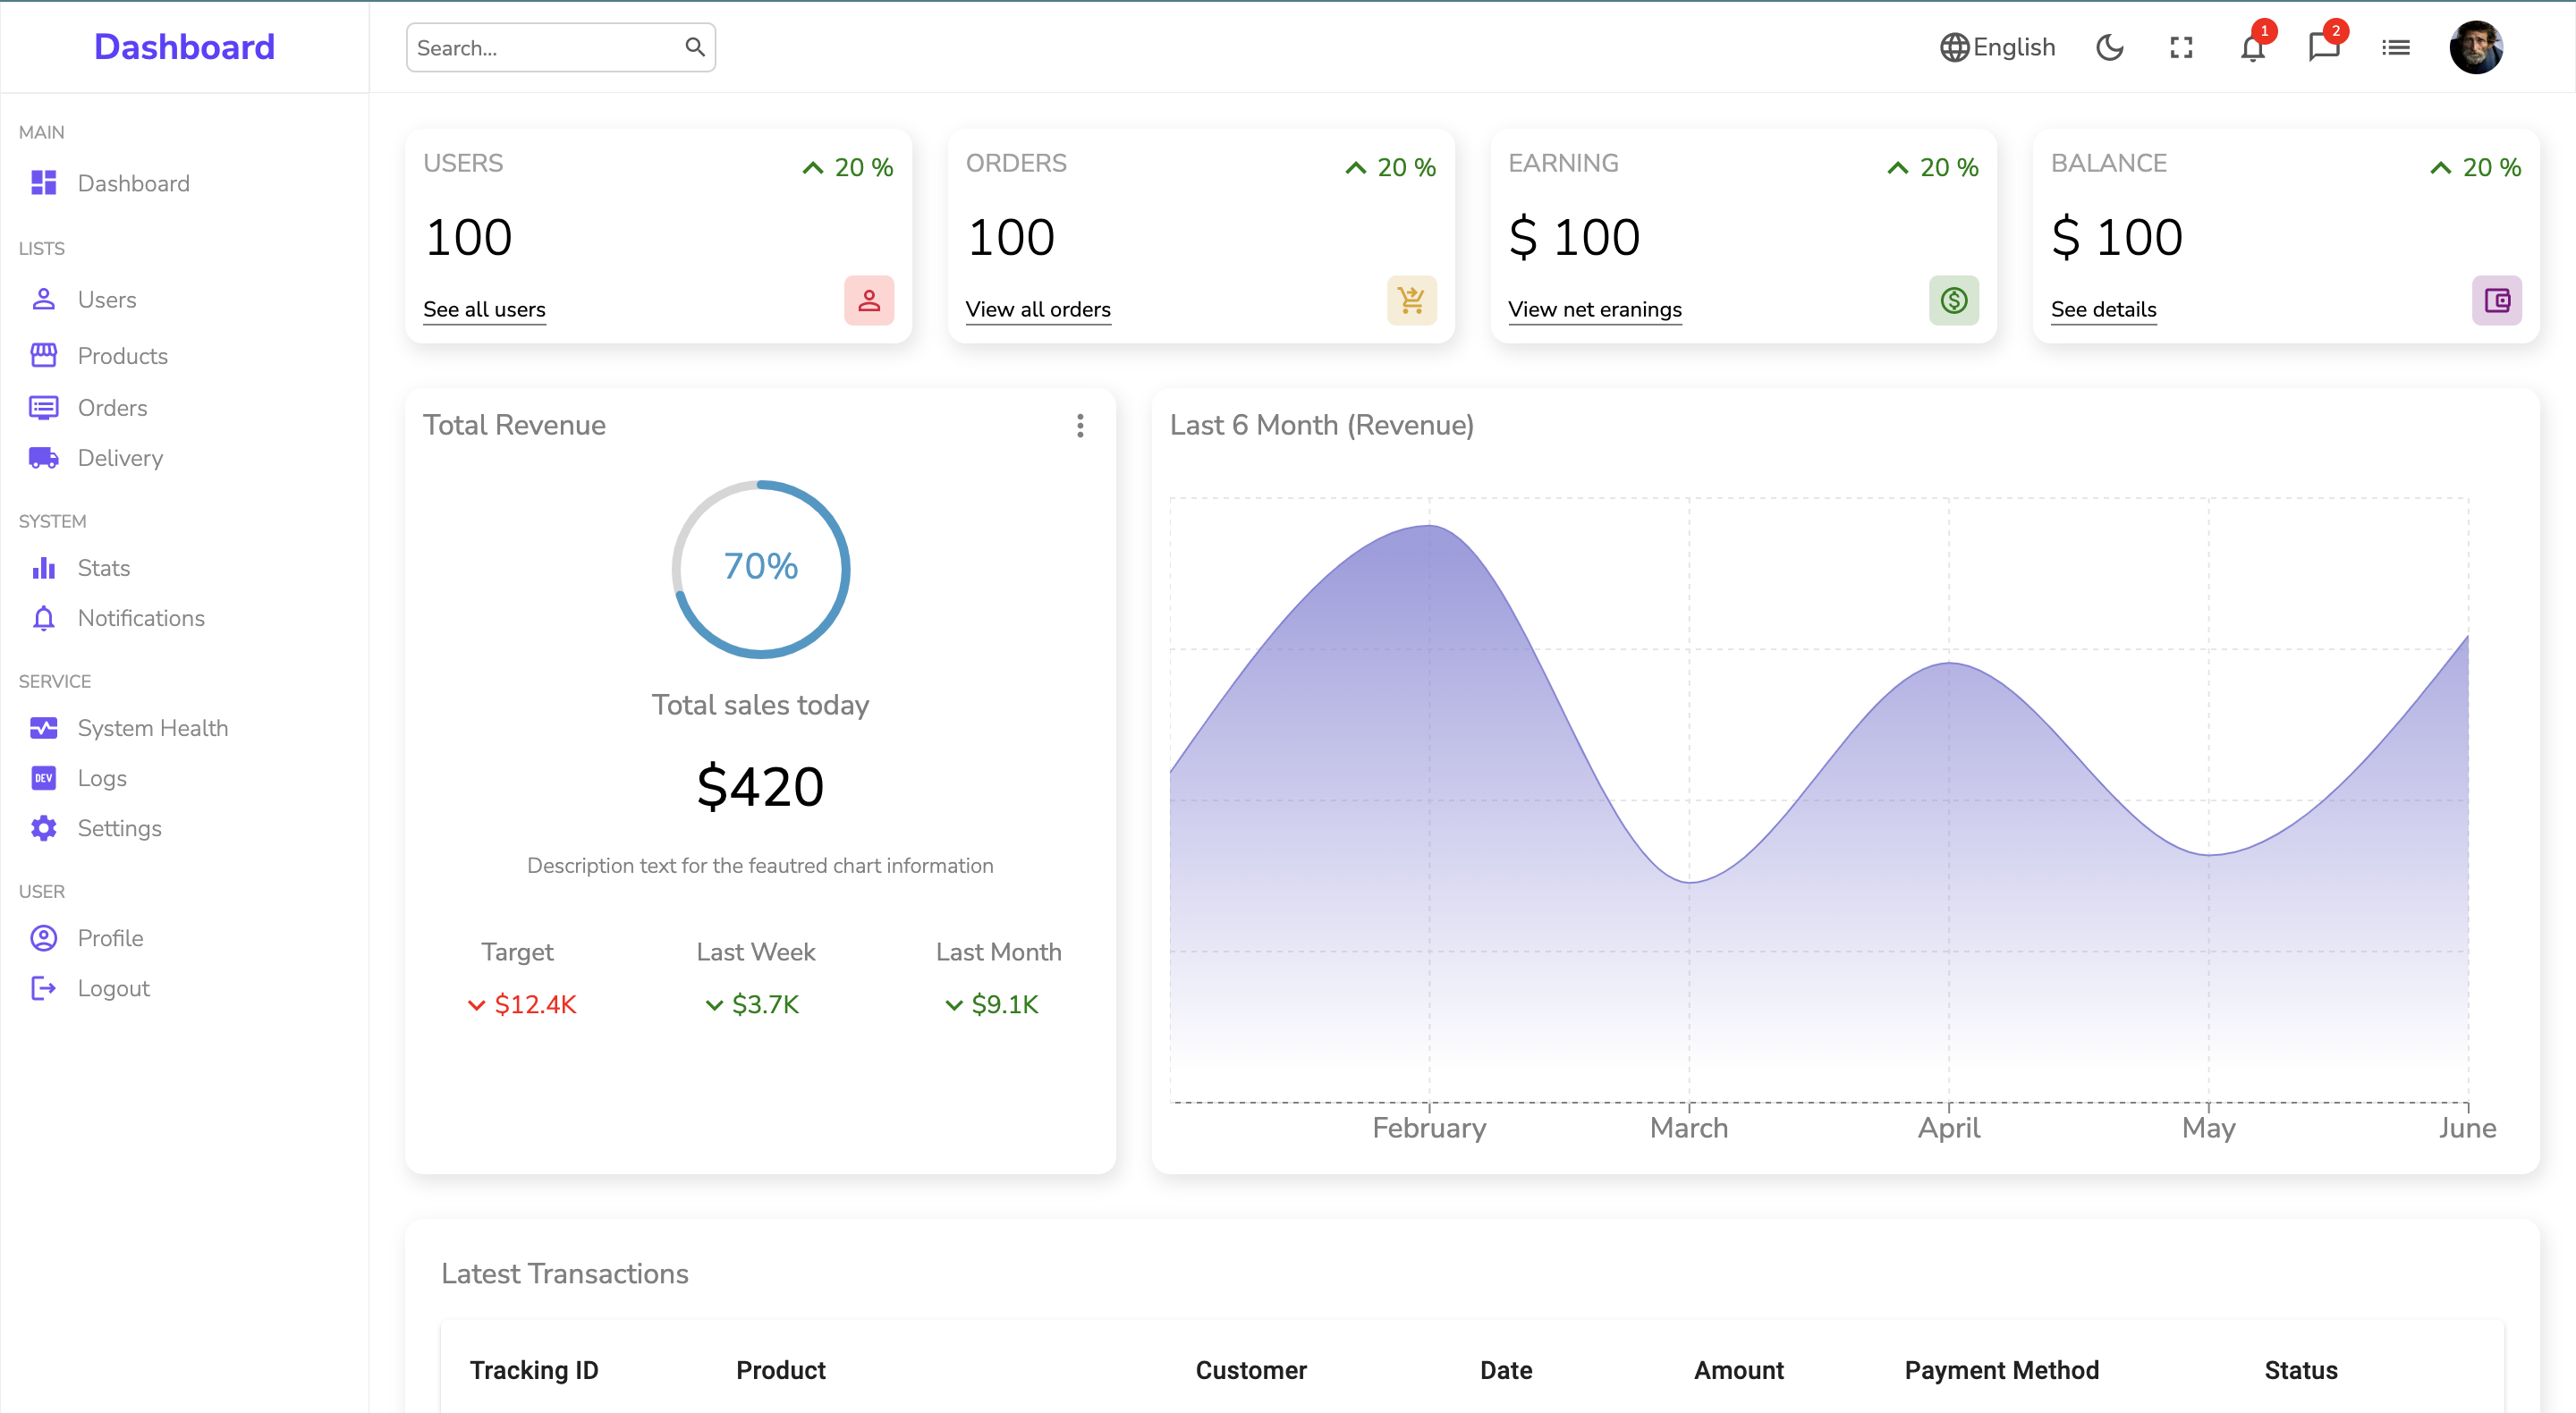 Dashboard
Search...
English
1
2
MAIN
Dashboard
LISTS
Users
Products
Orders
Delivery
SYSTEM
Stats
Notifications
SERVICE
System Health
DEV
Logs
Settings
USER
Profile
Logout
USERS
20 %
100
See all users
ORDERS
20 %
100
View all orders
EARNING
20 %
$ 100
View net eranings
BALANCE
20 %
$ 100
See details
Total Revenue
70%
Total sales today
$420
Description text for the feautred chart information
Target
Last Week
Last Month
$12.4K
$3.7K
$9.1K
Last 6 Month (Revenue)
February
March
April
May
June
Latest Transactions
Tracking ID
Product
Customer
Date
Amount
Payment Method
Status